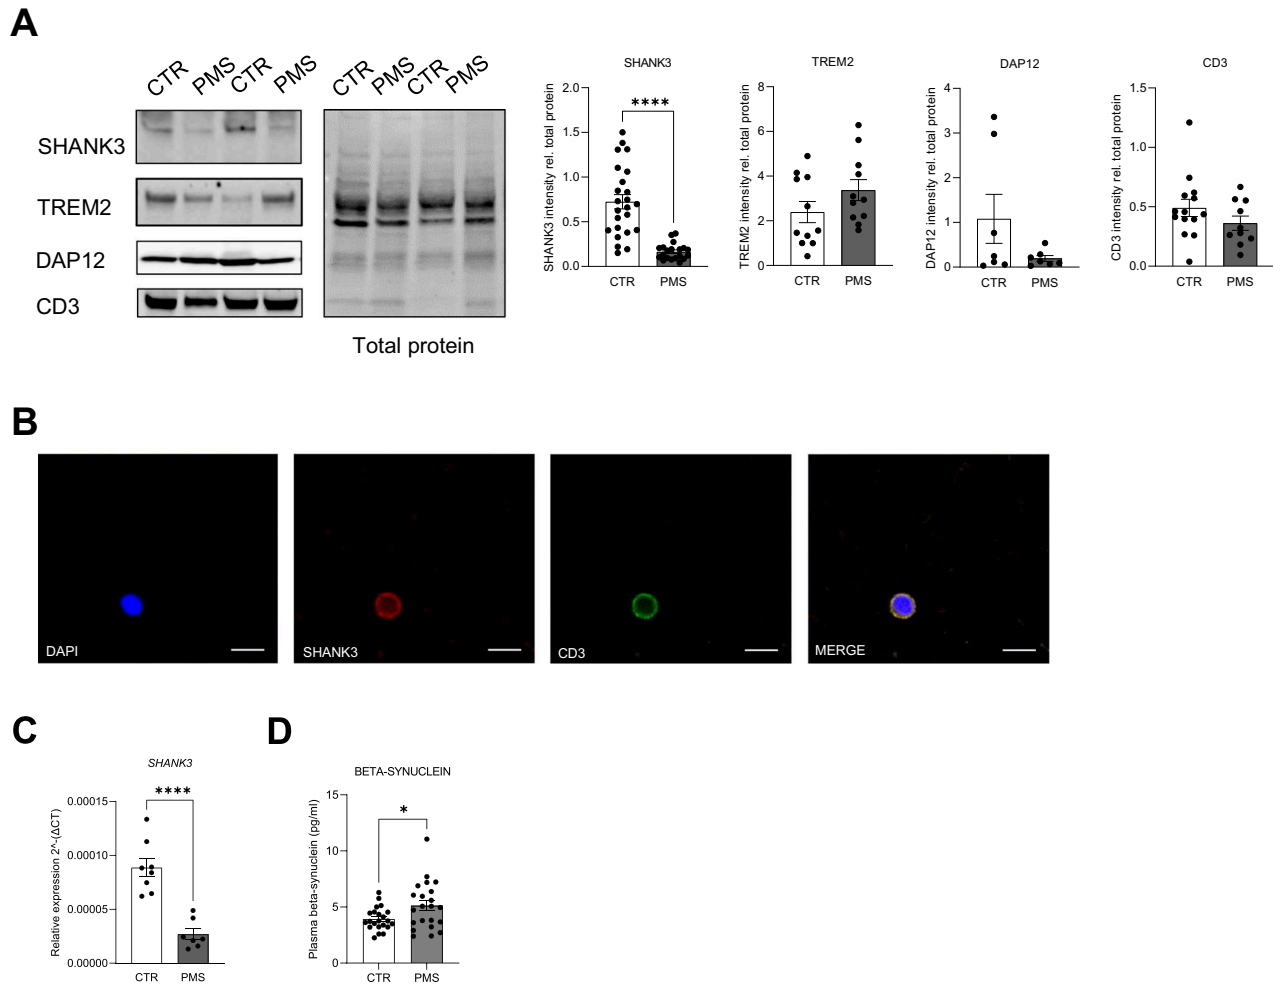 A
CTR PMS CTR PMS
CTR PMS CTR PMS
SHANK3
TREM2
DAP12
CD3
Total protein
SHANK3
SHANK3 intensity rel. total protein
2.0
1.5
1.0
0.5
0.0
****
CTR PMS
TREM2
TREM2 intensity rel. total protein
8
6
4
2
0
CTR PMS
DAP12
DAP12 intensity rel. total protein
4
3
2
1
0
CTR PMS
CD3
CD3 intensity rel. total protein
1.5
1.0
0.5
0.0
CTR PMS
B
DAPI
SHANK3
CD3
MERGE
C
SHANK3
Relative expression 2^-(ΔCT)
0.00015
0.00010
0.00005
0.00000
****
CTR PMS
D
BETA-SYNUCLEIN
Plasma beta-synuclein (pg/ml)
15
10
5
0
*
CTR PMS